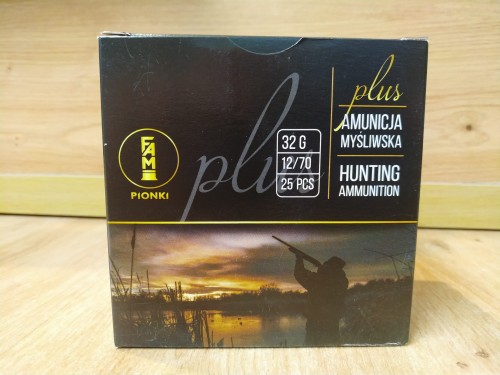 FAM
PIONKI
plus
32 G
12/70
25 PCS
plus
AMUNICJA
MYŚLIWSKA
HUNTING
AMMUNITION